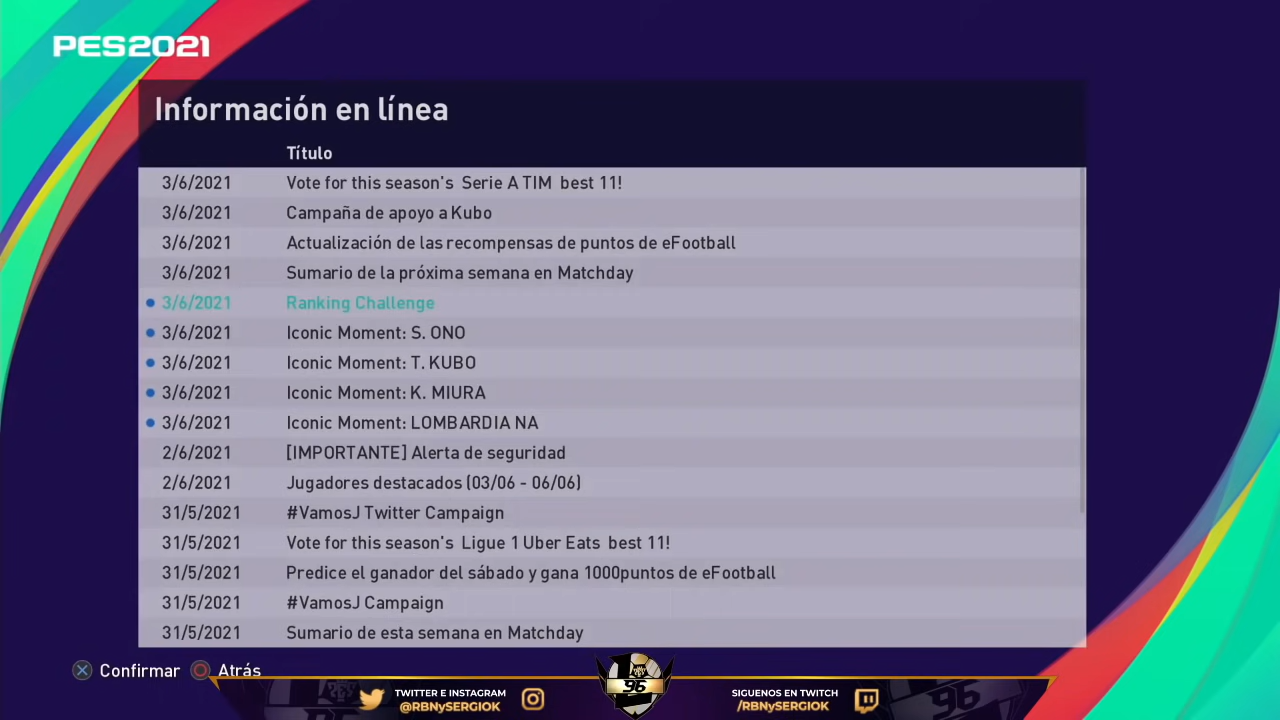 PES2021
Información en línea
Título
3/6/2021 Vote for this season's Serie A TIM best 11!
3/6/2021 Campaña de apoyo a Kubo
3/6/2021 Actualización de las recompensas de puntos de eFootball
3/6/2021 Sumario de la próxima semana en Matchday
3/6/2021 Ranking Challenge
3/6/2021 Iconic Moment: S. ONO
3/6/2021 Iconic Moment: T. KUBO
3/6/2021 Iconic Moment: K. MIURA
3/6/2021 Iconic Moment: LOMBARDIA NA
2/6/2021 [IMPORTANTE] Alerta de seguridad
2/6/2021 Jugadores destacados (03/06 - 06/06)
31/5/2021 #VamosJ Twitter Campaign
31/5/2021 Vote for this season's Ligue 1 Uber Eats best 11!
31/5/2021 Predice el ganador del sábado y gana 1000puntos de eFootball
31/5/2021 #VamosJ Campaign
31/5/2021 Sumario de esta semana en Matchday
Confirmar Atrás
TWITTER E INSTAGRAM
@RBNySERGIOK
96
SIGUENOS EN TWITCH
/RBNySERGIOK
96